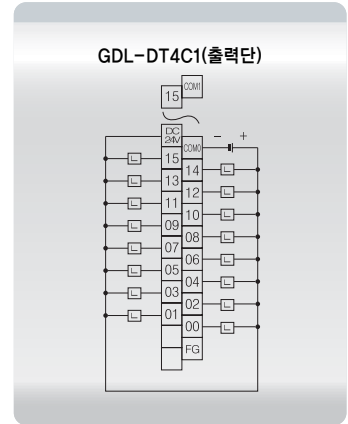 GDL-DT4C1(출력단)
COM1
15
DC
24V
COM0
- +
15 L
14 L
13 L
12 L
11 L
10 L
09 L
08 L
07 L
06 L
05 L
04 L
03 L
02 L
01 L
00 L
FG